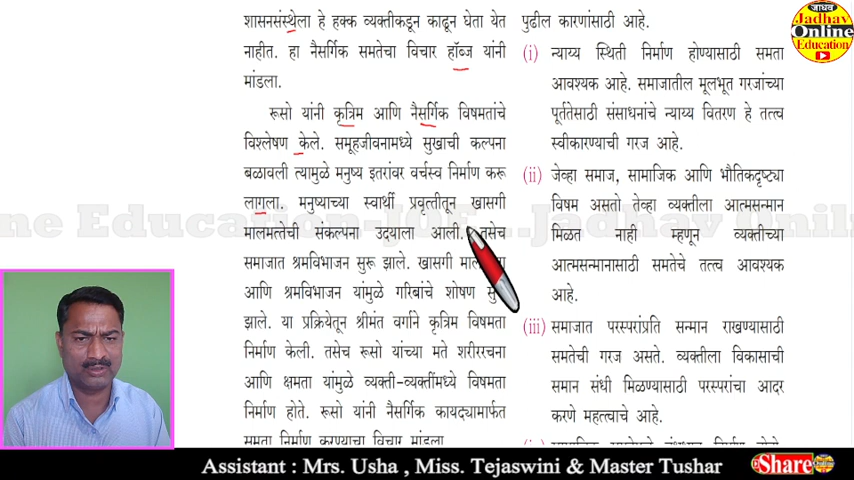 शासनसंस्थेला हे हक्क व्यक्तीकडून काढून घेता येत
नाहीत. हा नैसर्गिक समतेचा विचार हॉब्ज यांनी
मांडला.
रूसो यांनी कृत्रिम आणि नैसर्गिक विषमतांचे
विश्लेषण केले. समूहजीवनामध्ये सुखाची कल्पना
बळावली त्यामुळे मनुष्य इतरांवर वर्चस्व निर्माण करू
लागला. मनुष्याच्या स्वार्थी प्रवृत्तीतून खासगी
मालमत्तेची संकल्पना उदयाला आली. तसेच
समाजात श्रमविभाजन सुरू झाले. खासगी
आणि श्रमविभाजन यांमुळे गरिबांचे शोषण
झाले. या प्रक्रियेतून श्रीमंत वर्गाने कृत्रिम विषमता
निर्माण केली. तसेच रूसो यांच्या मते शरीररचना
आणि क्षमता यांमुळे व्यक्ती-व्यक्तींमध्ये विषमता
निर्माण होते. रूसो यांनी नैसर्गिक कायद्यामार्फत
समता निर्माण करण्याचा विचार मांडला
पुढील कारणांसाठी आहे.
(i) न्याय्य स्थिती निर्माण होण्यासाठी समता
आवश्यक आहे. समाजातील मूलभूत गरजांच्या
पूर्ततेसाठी संसाधनांचे न्याय्य वितरण हे तत्त्व
स्वीकारण्याची गरज आहे.
(ii) जेव्हा समाज, सामाजिक आणि भौतिकदृष्ट्या
विषम असतो तेव्हा व्यक्तीला आत्मसन्मान
मिळत नाही म्हणून व्यक्तीच्या
आत्मसन्मानासाठी समतेचे तत्त्व आवश्यक
आहे.
(iii) समाजात परस्परांप्रति सन्मान राखण्यासाठी
समतेची गरज असते. व्यक्तीला विकासाची
समान संधी मिळण्यासाठी परस्परांचा आदर
करणे महत्त्वाचे आहे.
जाधव
Jadhav
Online
Education
ne Education-JOE...Jadhav Onli
Assistant : Mrs. Usha , Miss. Tejaswini & Master Tushar
Share